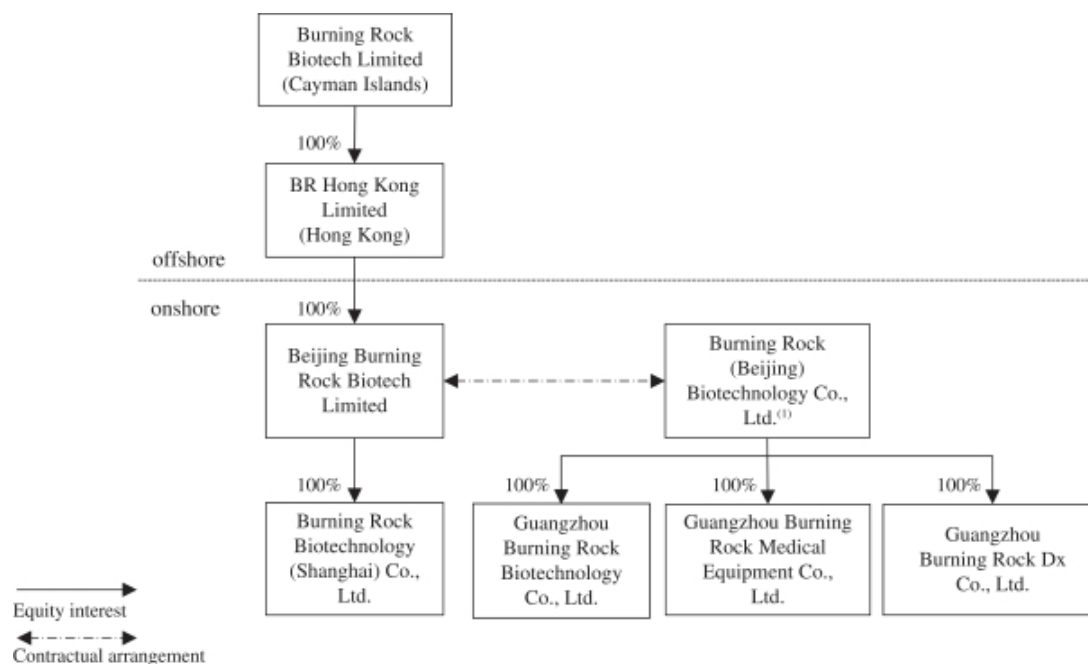 Burning Rock
Biotech Limited
(Cayman Islands)
100%
BR Hong Kong
Limited
(Hong Kong)
offshore
onshore
100%
Beijing Burning
Rock Biotech
Limited
Burning Rock
(Beijing)
Biotechnology Co.,
Ltd.(1)
100%
100%
100%
100%
Burning Rock
Biotechnology
(Shanghai) Co.,
Ltd.
Guangzhou
Burning Rock
Biotechnology
Co., Ltd.
Guangzhou Burning
Rock Medical
Equipment Co.,
Ltd.
Guangzhou
Burning Rock Dx
Co., Ltd.
Equity interest
Contractual arrangement